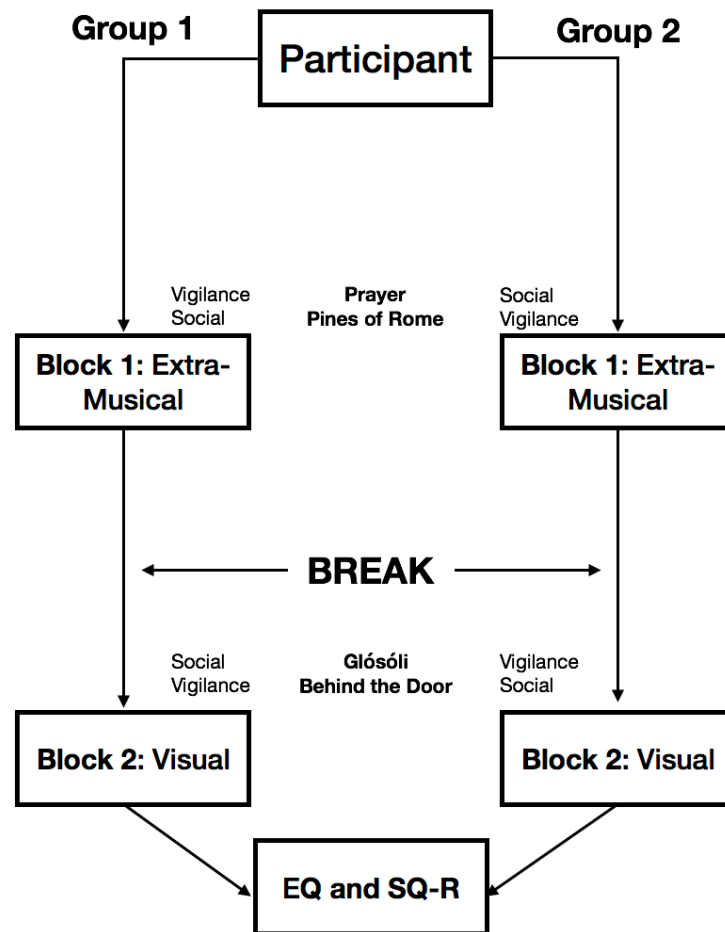 Group 1
Participant
Group 2
Vigilance
Social
Prayer
Pines of Rome
Social
Vigilance
Block 1: Extra-
Musical
Block 1: Extra-
Musical
BREAK
Social
Vigilance
Glósóli
Behind the Door
Vigilance
Social
Block 2: Visual
Block 2: Visual
EQ and SQ-R